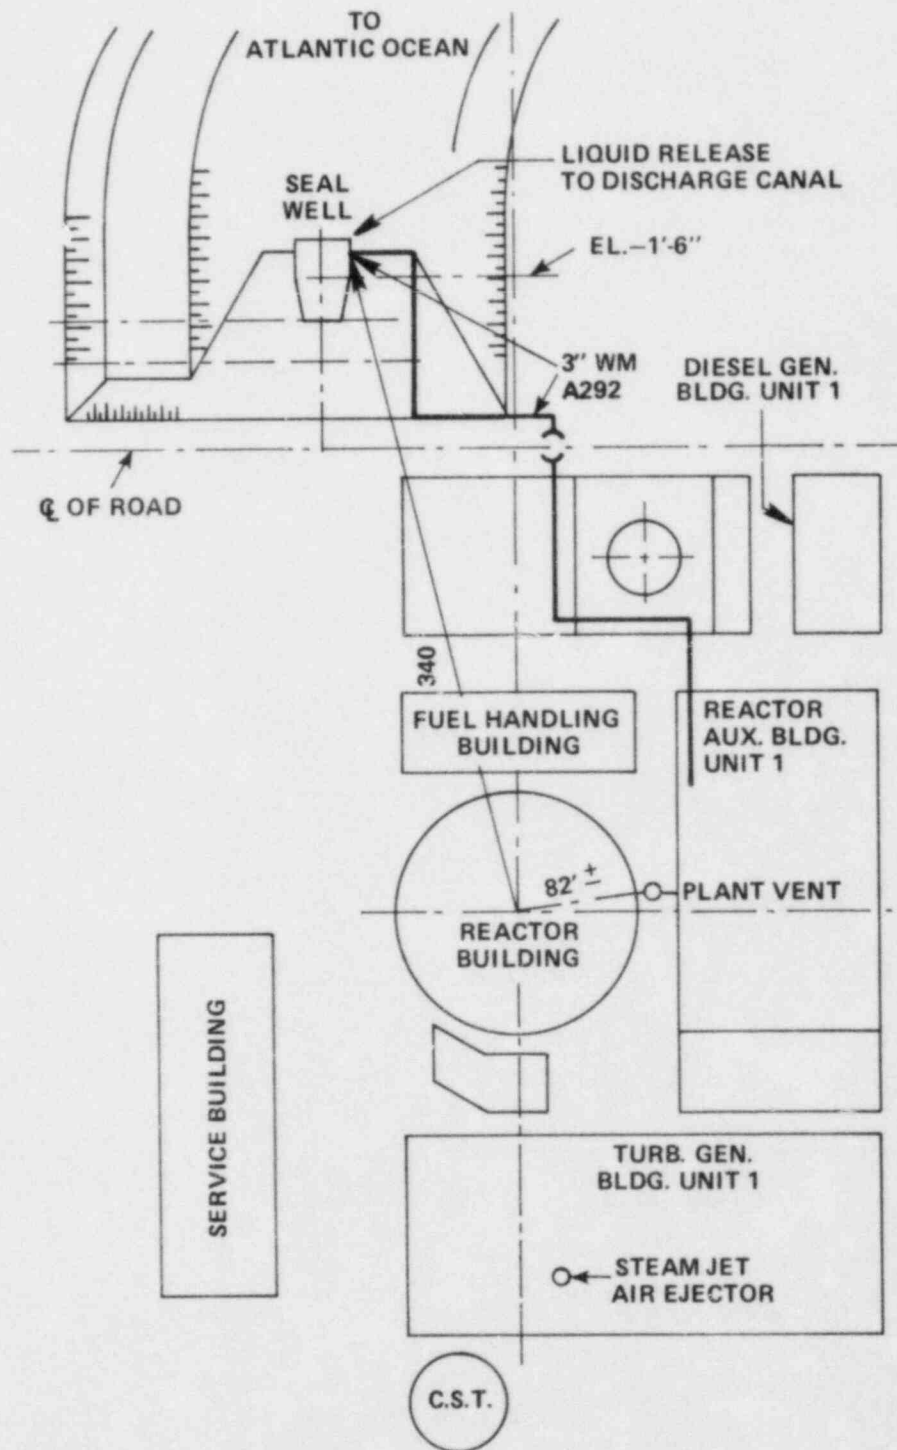 TO
ATLANTIC OCEAN
LIQUID RELEASE
TO DISCHARGE CANAL
SEAL
WELL
EL.-1'-6"
3" WM
A292
DIESEL GEN.
BLDG. UNIT 1
℄ OF ROAD
340
FUEL HANDLING
BUILDING
REACTOR
AUX. BLDG.
UNIT 1
82' ±
PLANT VENT
REACTOR
BUILDING
SERVICE BUILDING
TURB. GEN.
BLDG. UNIT 1
STEAM JET
AIR EJECTOR
C.S.T.